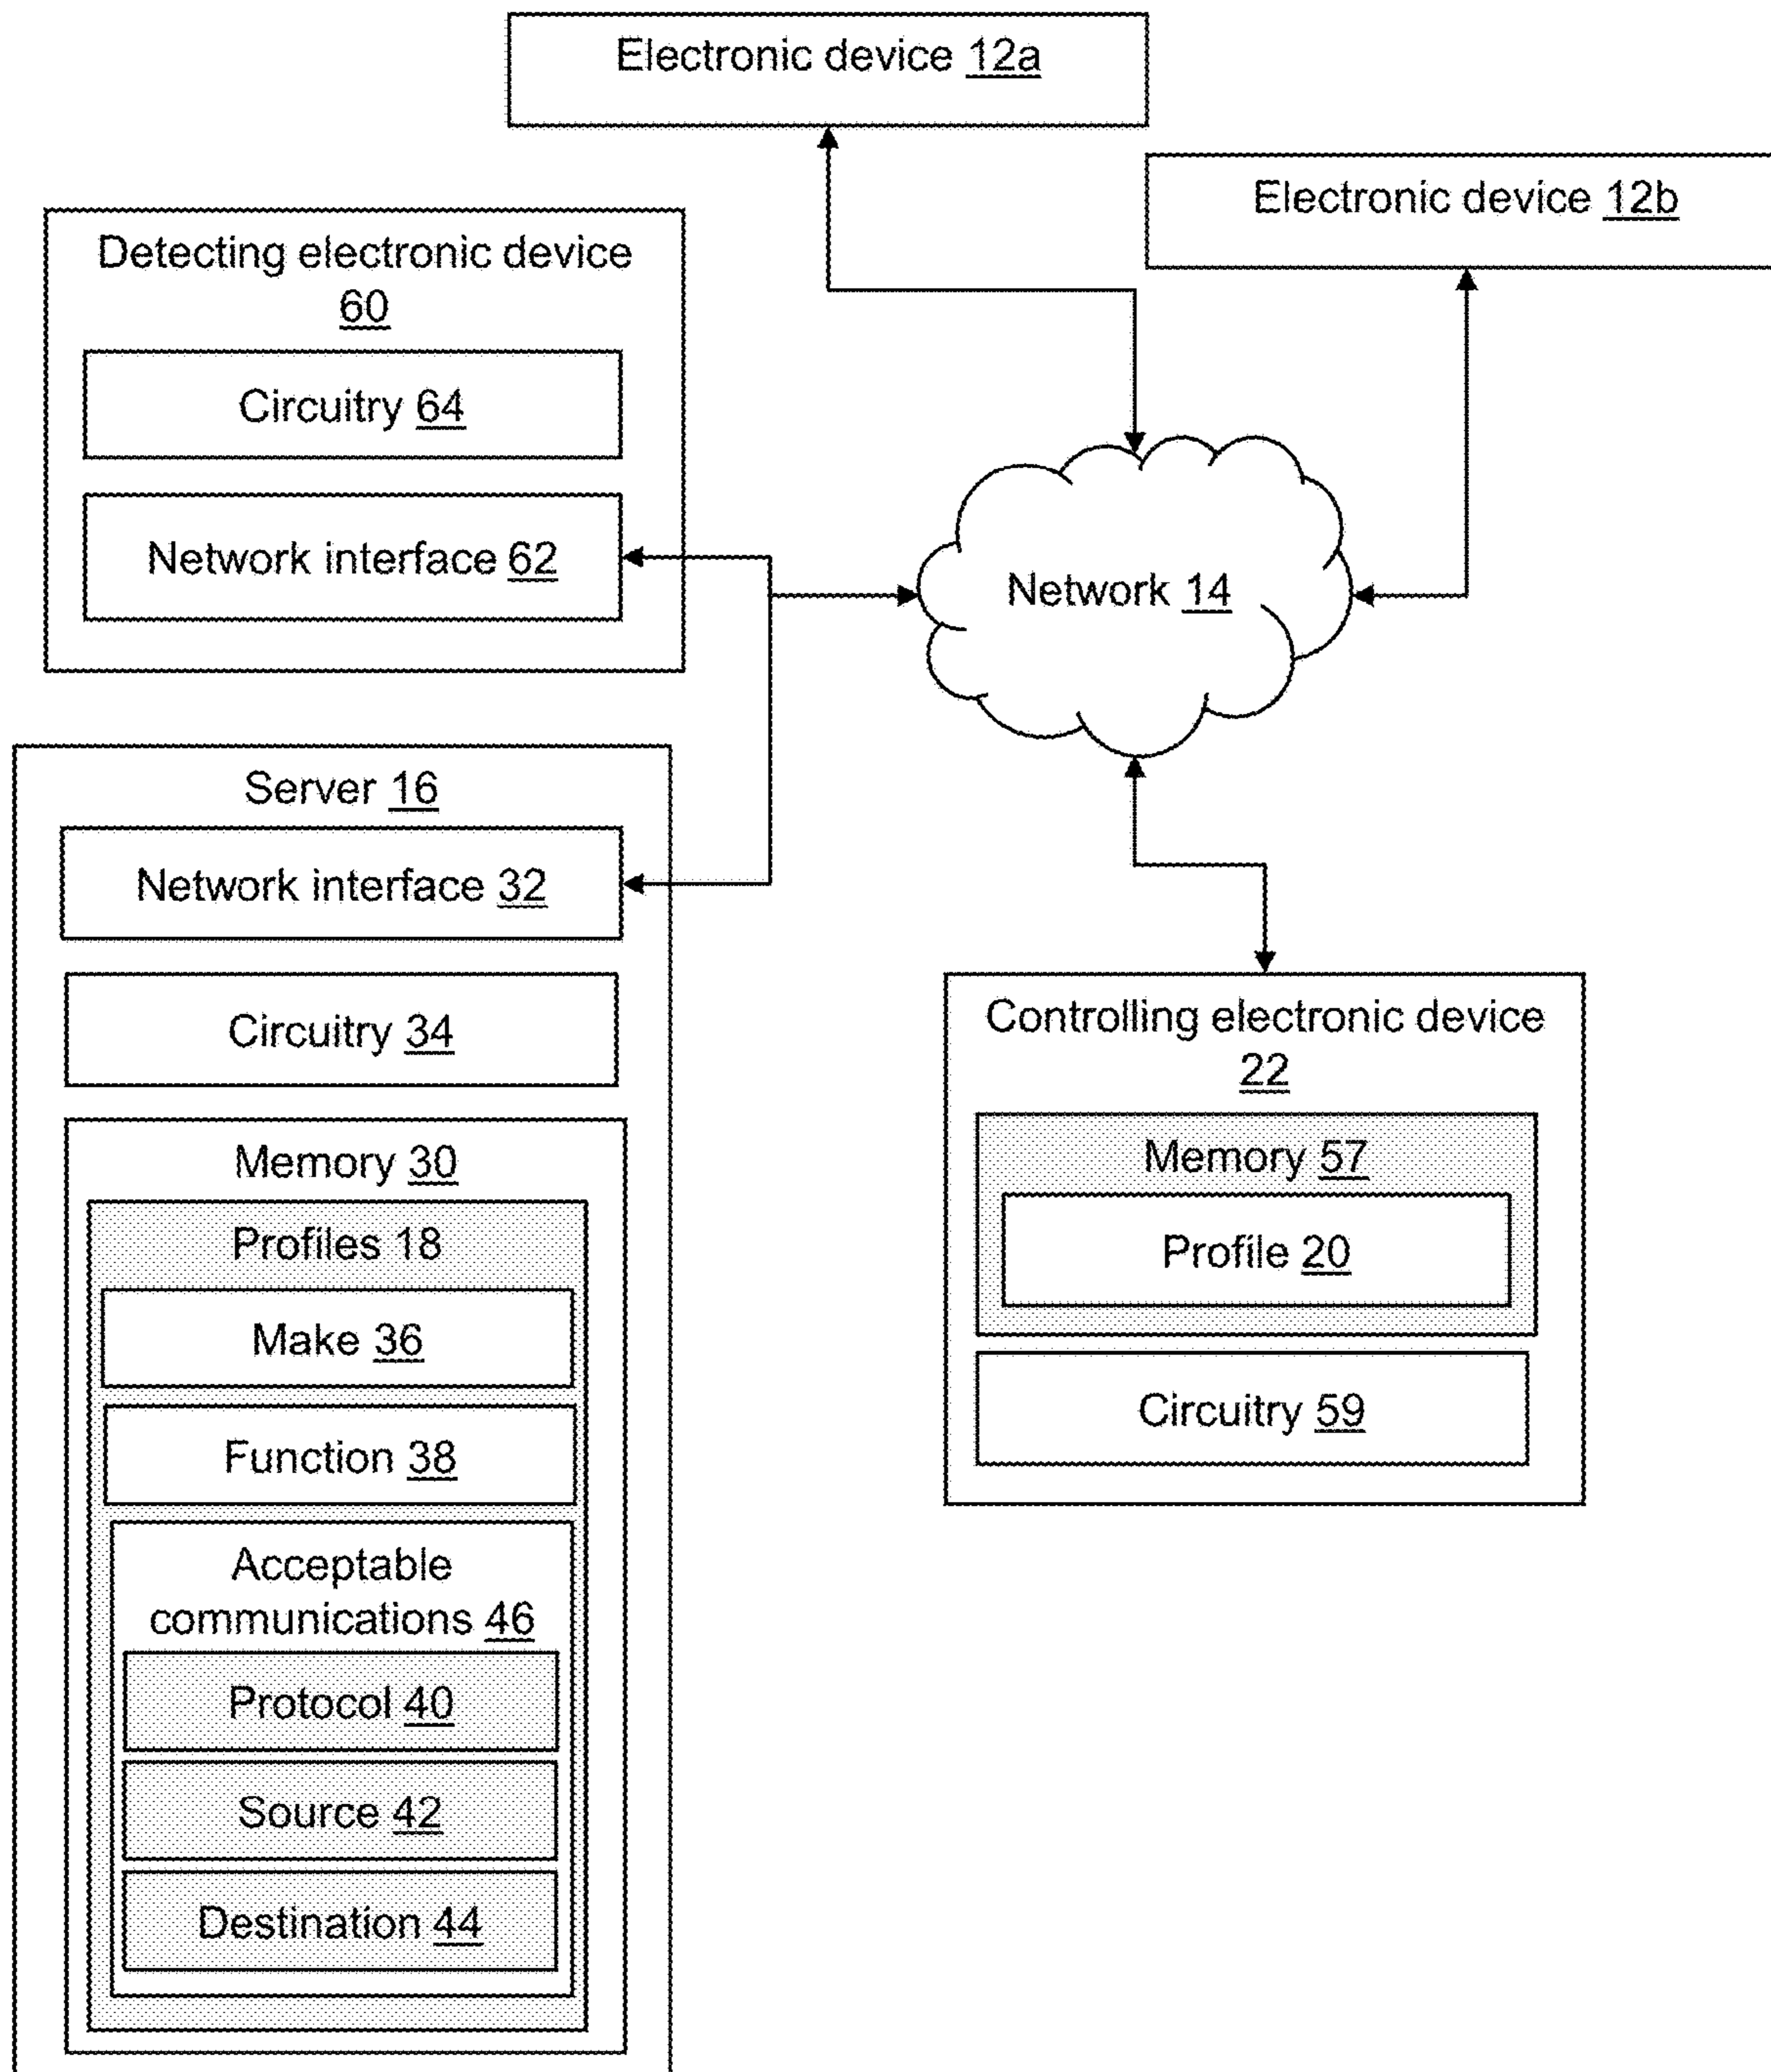 Electronic device 12a
Electronic device 12b
Detecting electronic device
60
Circuitry 64
Network interface 62
Network 14
Server 16
Network interface 32
Circuitry 34
Memory 30
Profiles 18
Make 36
Function 38
Acceptable
communications 46
Protocol 40
Source 42
Destination 44
Controlling electronic device
22
Memory 57
Profile 20
Circuitry 59